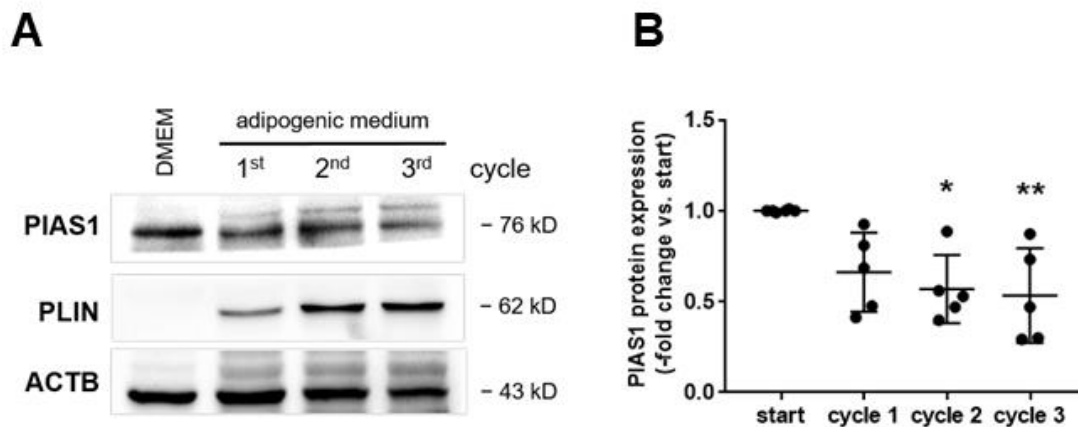 A
B
DMEM
adipogenic medium
1st 2nd 3rd cycle
PIAS1
– 76 kD
PLIN
– 62 kD
ACTB
– 43 kD
PIAS1 protein expression
(-fold change vs. start)
1.5
1.0
0.5
0.0
*
**
start cycle 1 cycle 2 cycle 3